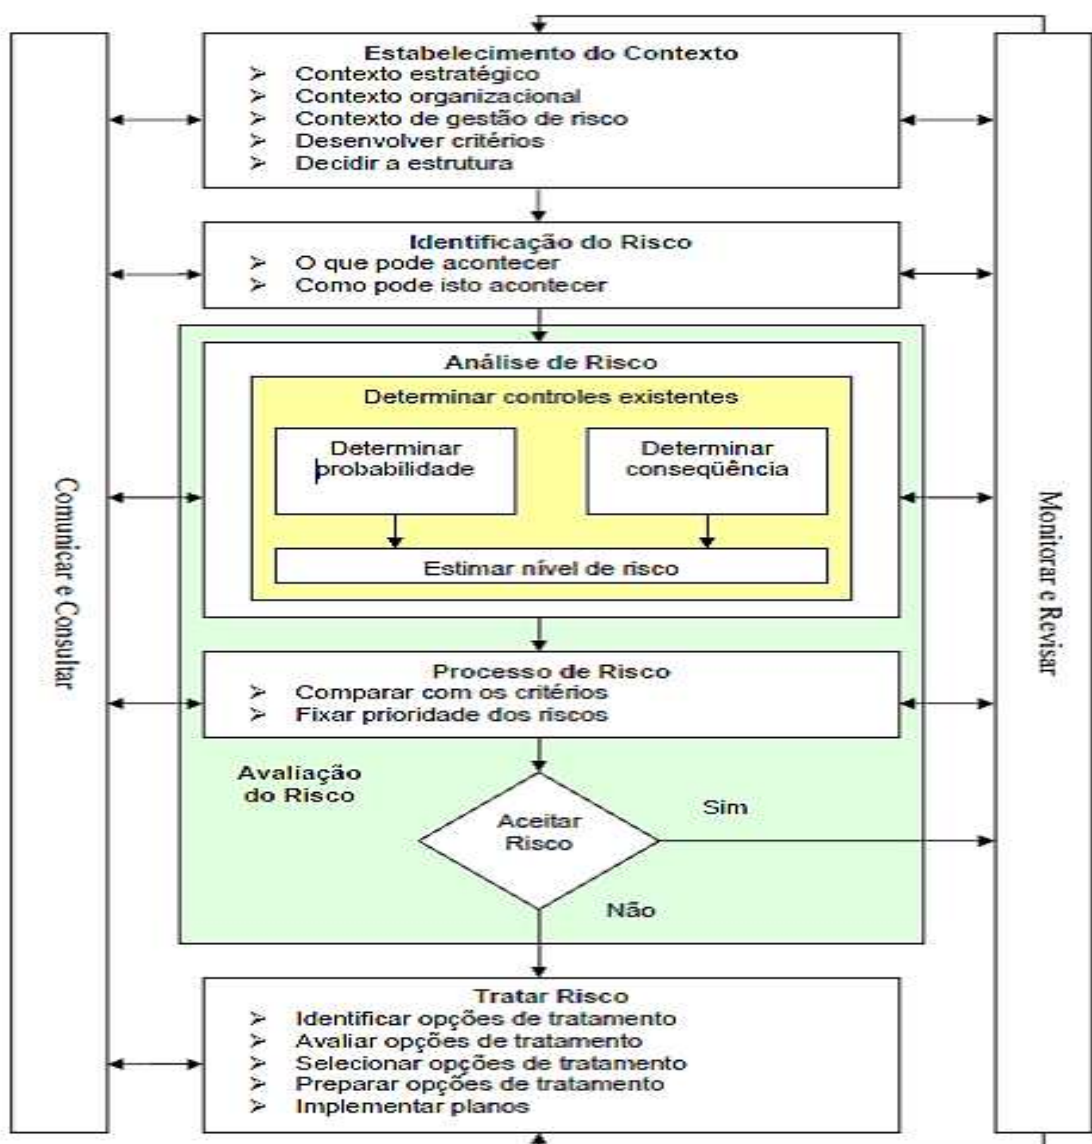 Estabelecimento do Contexto
➢ Contexto estratégico
➢ Contexto organizacional
➢ Contexto de gestão de risco
➢ Desenvolver critérios
➢ Decidir a estrutura
Identificação do Risco
➢ O que pode acontecer
➢ Como pode isto acontecer
Análise de Risco
Determinar controles existentes
Determinar
probabilidade
Determinar
conseqüência
Estimar nível de risco
Processo de Risco
➢ Comparar com os critérios
➢ Fixar prioridade dos riscos
Avaliação
do Risco
Aceitar
Risco
Sim
Não
Tratar Risco
➢ Identificar opções de tratamento
➢ Avaliar opções de tratamento
➢ Selecionar opções de tratamento
➢ Preparar opções de tratamento
➢ Implementar planos
Comunicar e Consultar
Monitorar e Revisar